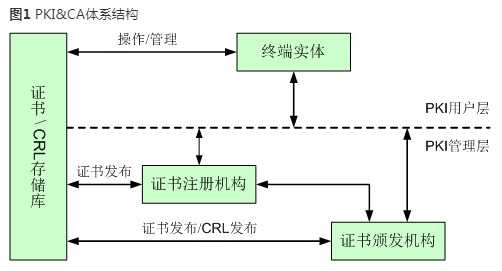 图1 PKI&CA体系结构
操作/管理
终端实体
证书\CRL存储库
PKI用户层
PKI管理层
证书发布
证书注册机构
证书发布/CRL发布
证书颁发机构